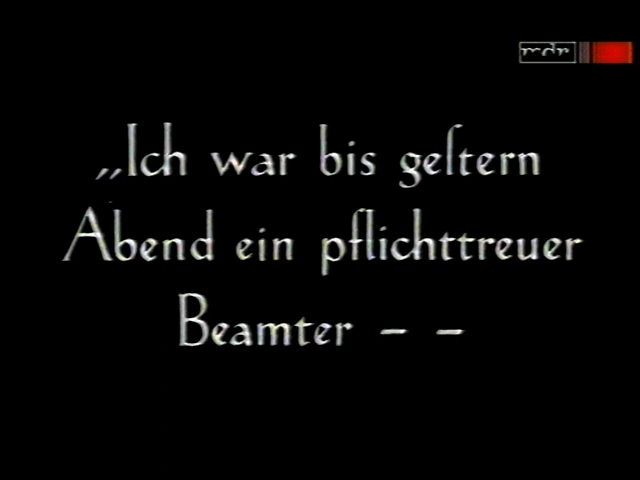 mdr
„Ich war bis geſtern
Abend ein pflichttreuer
Beamter – –